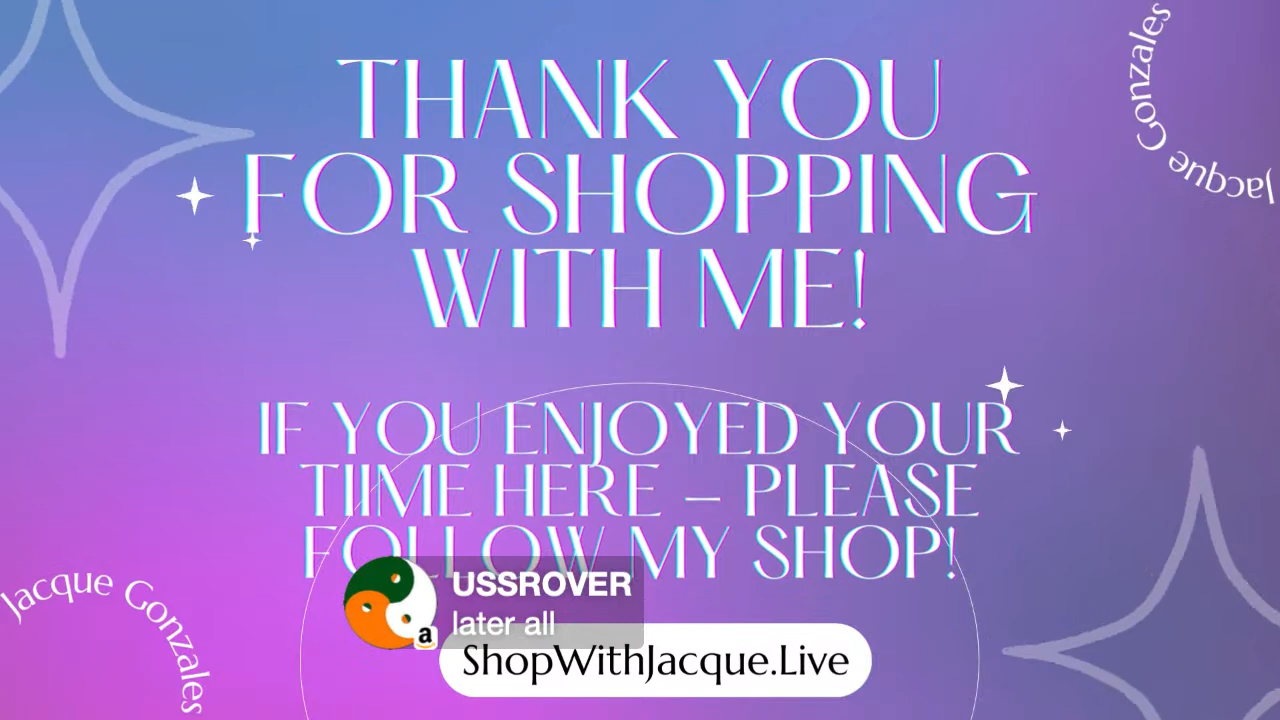 THANK YOU
FOR SHOPPING
WITH ME!
Jacque Gonzales
IF YOU ENJOYED YOUR
TIIME HERE – PLEASE
FOLLOW MY SHOP!
USSROVER
later all
a
ShopWithJacque.Live
Jacque Gonzales